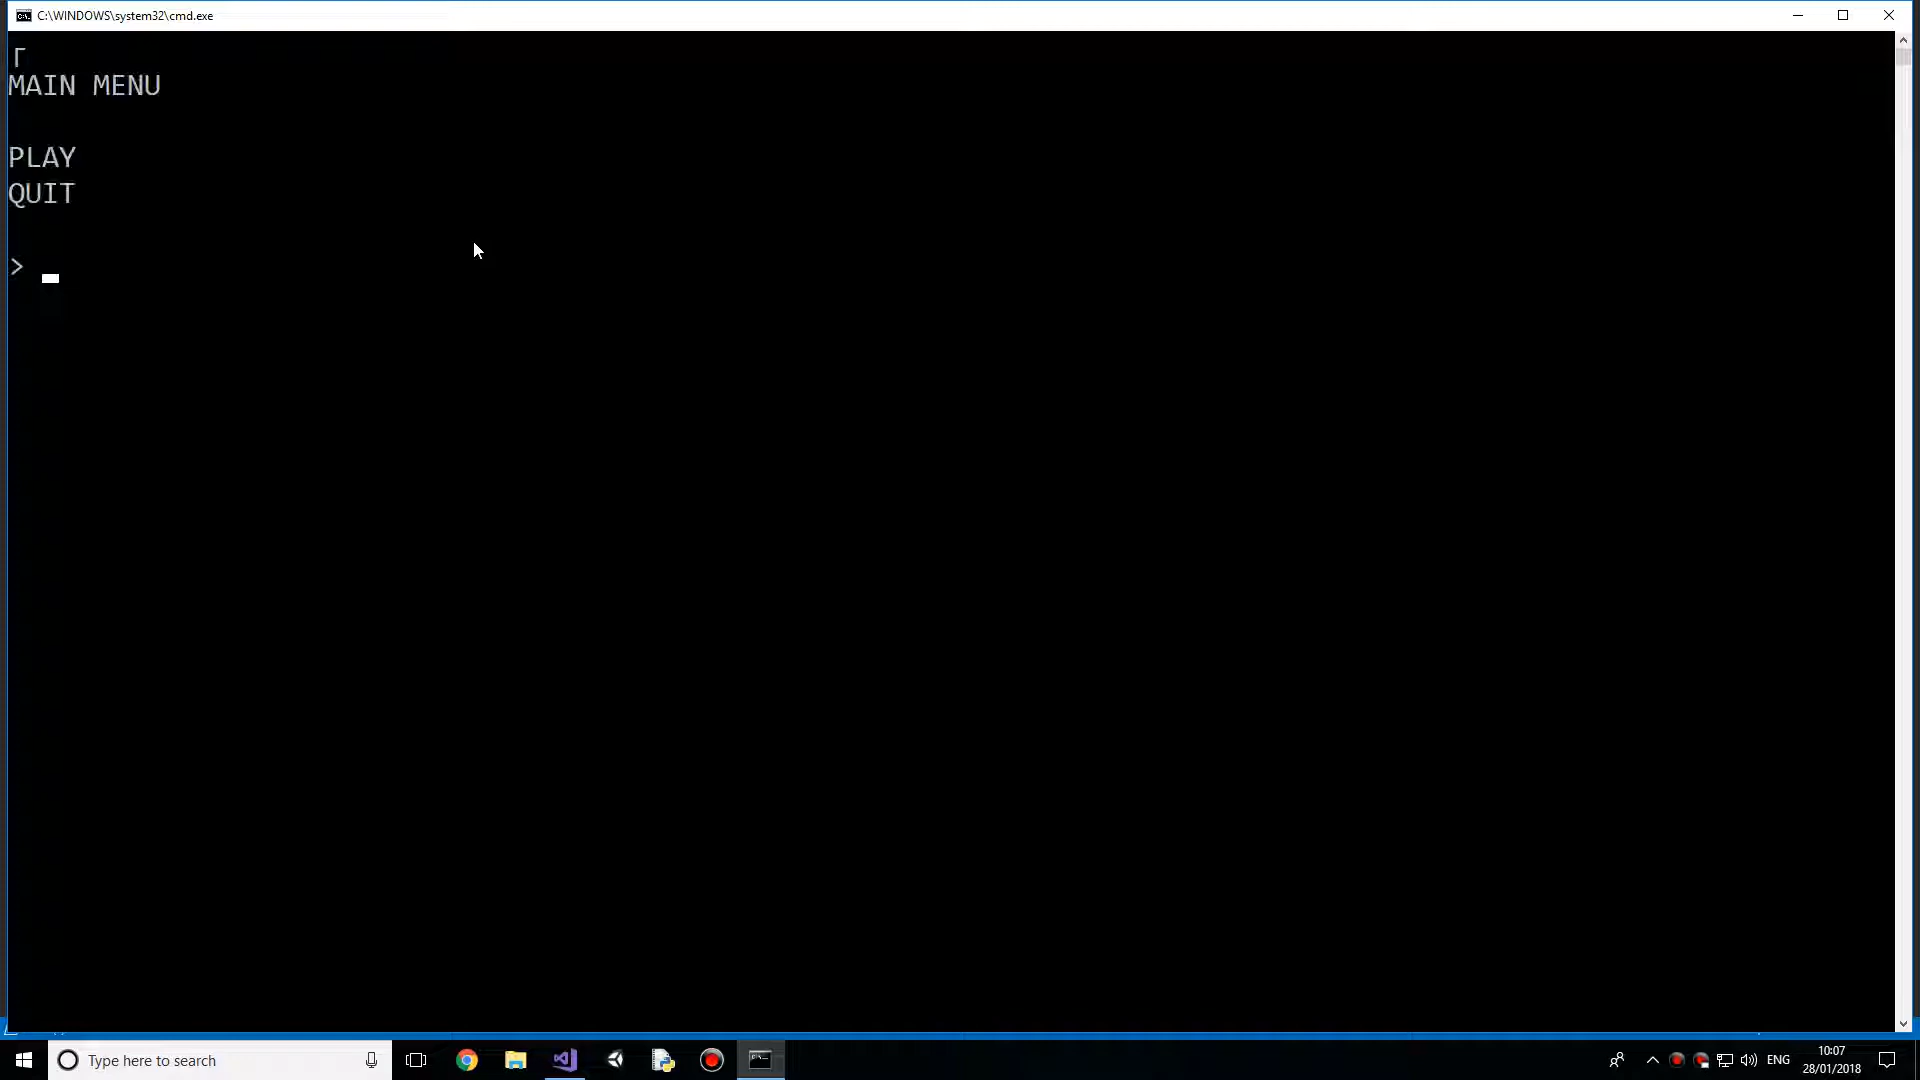 C:\WINDOWS\system32\cmd.exe
MAIN MENU
PLAY
QUIT
>
Type here to search
ENG
10:07
28/01/2018